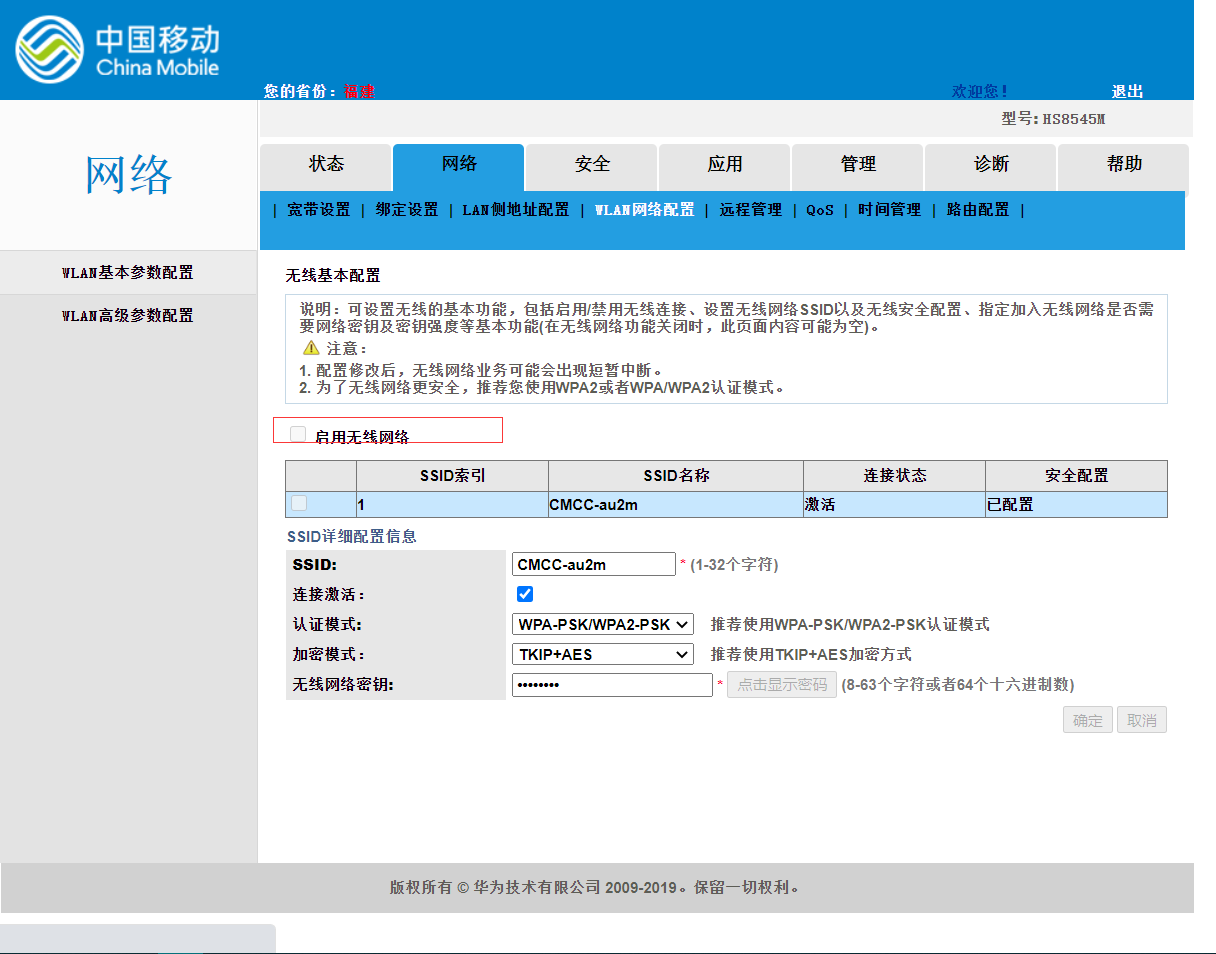 中国移动
China Mobile
您的省份：福建
欢迎您！
退出
型号: HS8545M
网络
状态 网络 安全 应用 管理 诊断 帮助
| 宽带设置 | 绑定设置 | LAN侧地址配置 | WLAN网络配置 | 远程管理 | QoS | 时间管理 | 路由配置 |
WLAN基本参数配置
WLAN高级参数配置
无线基本配置
说明：可设置无线的基本功能，包括启用/禁用无线连接、设置无线网络SSID以及无线安全配置、指定加入无线网络是否需
要网络密钥及密钥强度等基本功能(在无线网络功能关闭时，此页面内容可能为空)。
注意：
1. 配置修改后，无线网络业务可能会出现短暂中断。
2. 为了无线网络更安全，推荐您使用WPA2或者WPA/WPA2认证模式。
启用无线网络
SSID索引 SSID名称 连接状态 安全配置
1 CMCC-au2m 激活 已配置
SSID详细配置信息
SSID: CMCC-au2m * (1-32个字符)
连接激活：
认证模式: WPA-PSK/WPA2-PSK 推荐使用WPA-PSK/WPA2-PSK认证模式
加密模式： TKIP+AES 推荐使用TKIP+AES加密方式
无线网络密钥: •••••••• * 点击显示密码 (8-63个字符或者64个十六进制数)
确定 取消
版权所有 © 华为技术有限公司 2009-2019。保留一切权利。